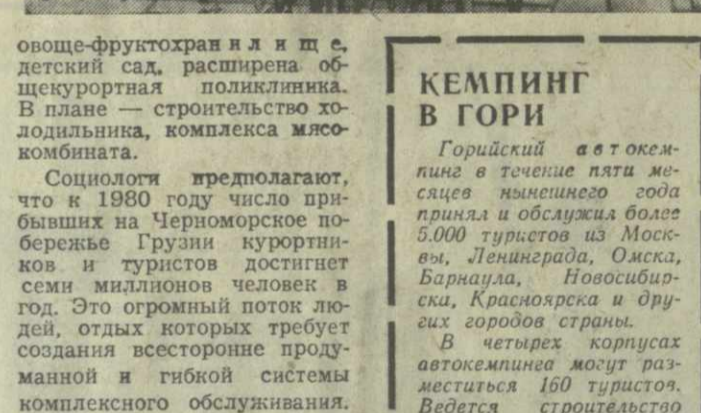 овоще-фруктохранилище,
детский сад, расширена об-
щекурортная поликлиника.
В плане — строительство хо-
лодильника, комплекса мясо-
комбината.
Социологи предполагают,
что к 1980 году число при-
бывших на Черноморское по-
бережье Грузии курортни-
ков и туристов достигнет
семи миллионов человек в
год. Это огромный поток лю-
дей, отдых которых требует
создания всесторонне проду-
манной и гибкой системы
комплексного обслуживания.
КЕМПИНГ
В ГОРИ
Горийский автокем-
пинг в течение пяти ме-
сяцев нынешнего года
принял и обслужил более
5.000 туристов из Моск-
вы, Ленинграда, Омска,
Барнаула, Новосибир-
ска, Красноярска и дру-
гих городов страны.
В четырех корпусах
автокемпинга могут раз-
меститься 160 туристов.
Ведется строительство